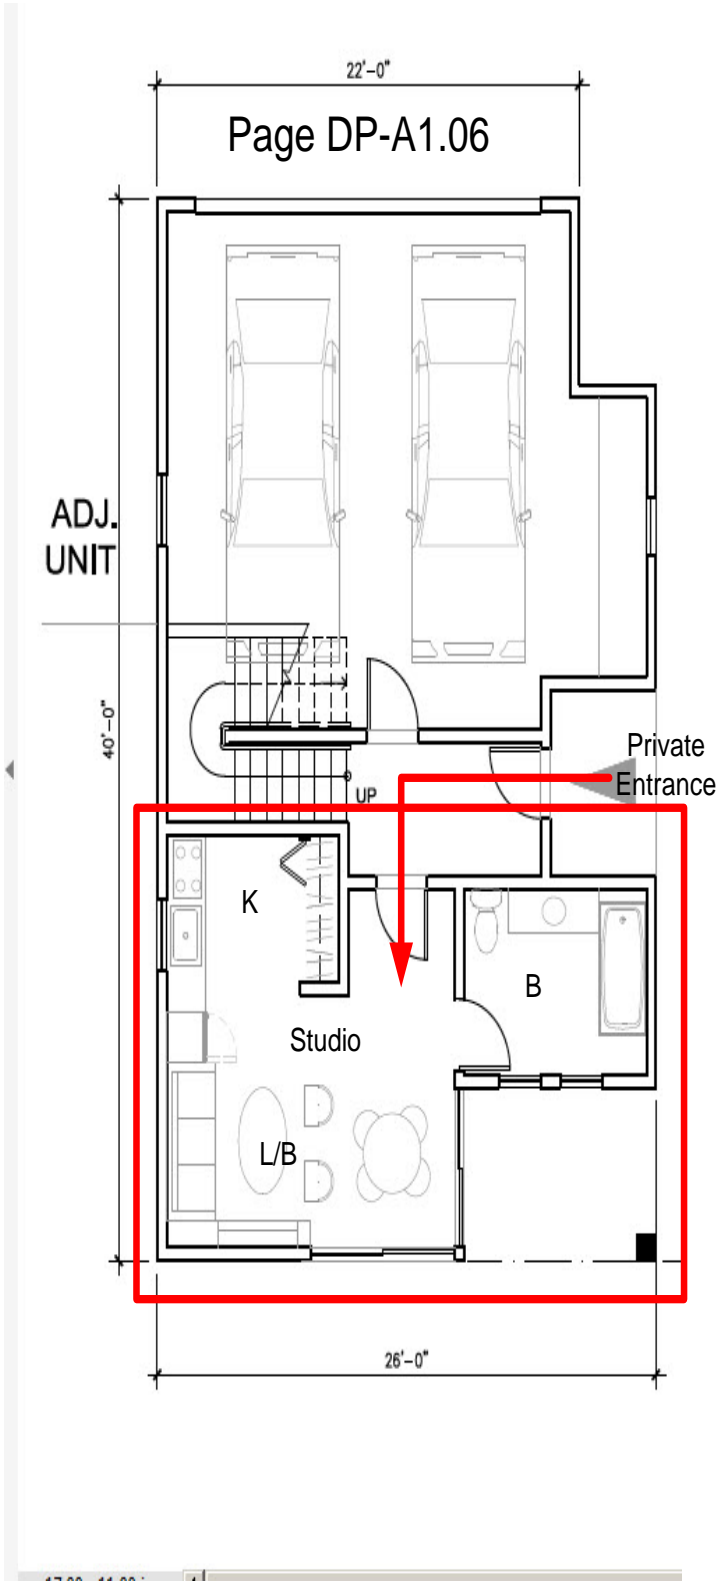 22'-0"
Page DP-A1.06
ADJ.
UNIT
40'-0"
Private
Entrance
UP
K
B
Studio
L/B
26'-0"